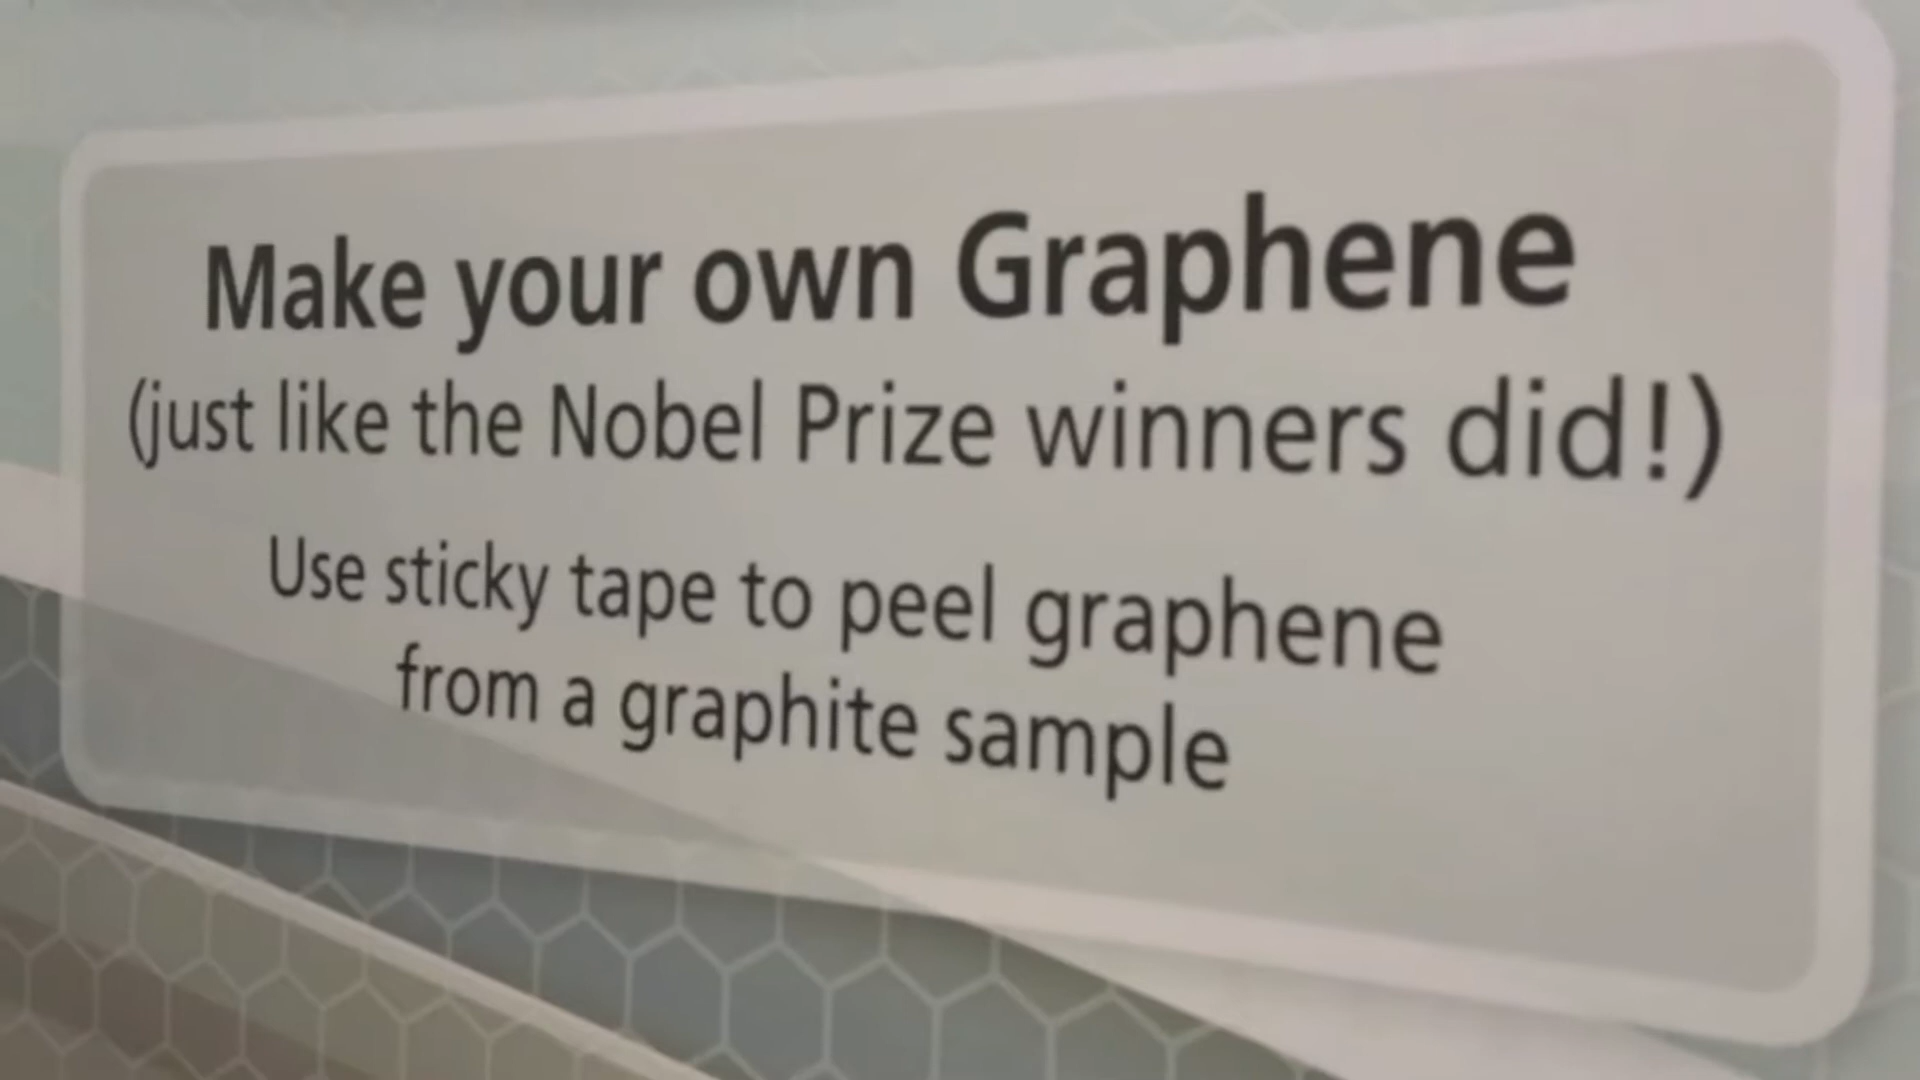 Make your own Graphene
(just like the Nobel Prize winners did!)
Use sticky tape to peel graphene
from a graphite sample